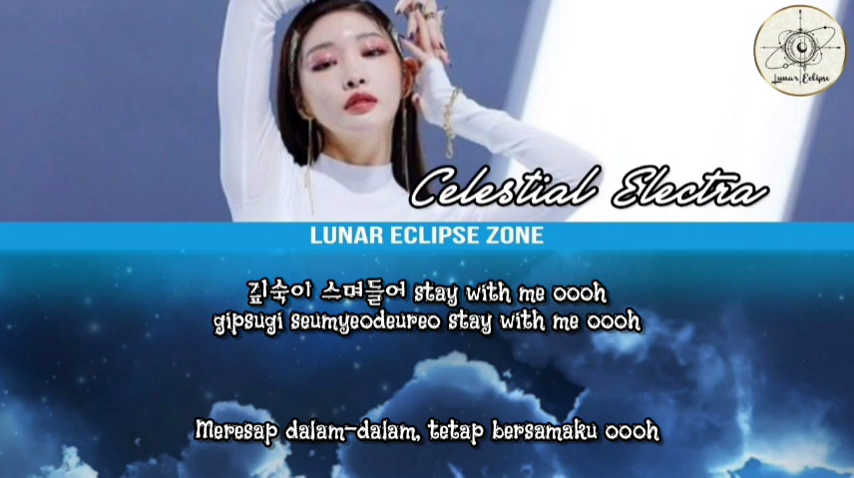 Lunar Eclipse
Celestial Electra
LUNAR ECLIPSE ZONE
깊숙이 스며들어 stay with me oooh
gipsugi seumyeodeureo stay with me oooh
Meresap dalam-dalam, tetap bersamaku oooh